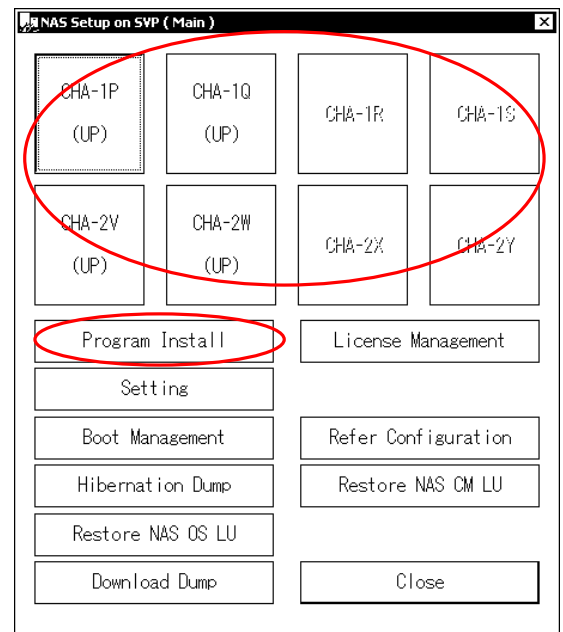 NAS Setup on SVP ( Main )
CHA-1P
(UP)
CHA-1Q
(UP)
CHA-1R
CHA-1S
CHA-2V
(UP)
CHA-2W
(UP)
CHA-2X
CHA-2Y
Program Install
License Management
Setting
Boot Management
Refer Configuration
Hibernation Dump
Restore NAS CM LU
Restore NAS OS LU
Download Dump
Close